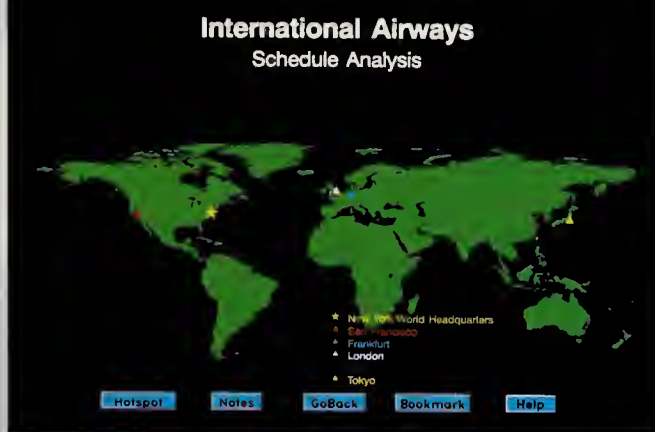 International Airways
Schedule Analysis
New York World Headquarters
San Francisco
Frankfurt
London
Tokyo
Hotspot
Notes
GoBack
Bookmark
Help